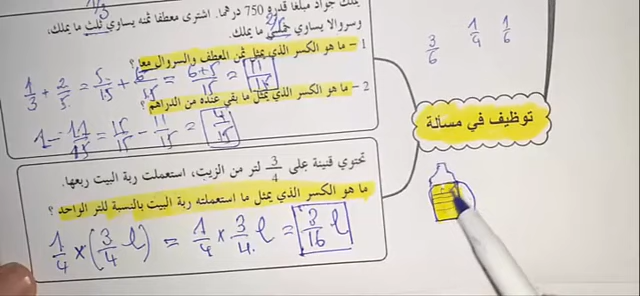 يملك جواد مبلغا قدره 750 درهما. اشترى معطفا ثمنه يساوي ثلث ما يملك،
وسروالا يساوي خمسي ما يملك.
1 – ما هو الكسر الذي يمثل ثمن المعطف والسروال معا؟
1/3 + 2/5 = 5/15 + 6/15 = 6+5/15 = 11/15
2 – ما هو الكسر الذي يمثل ما بقي عنده من الدراهم؟
1 - 11/15 = 15/15 - 11/15 = 4/15
3/6 1/4 1/6
توظيف في مسألة
تحتوي قنينة على 3/4 لتر من الزيت، استعملت ربة البيت ربعها.
ما هو الكسر الذي يمثل ما استعملته ربة البيت بالنسبة للتر الواحد؟
1/4 × (3/4 l) = 1/4 × 3/4 l = 3/16 l